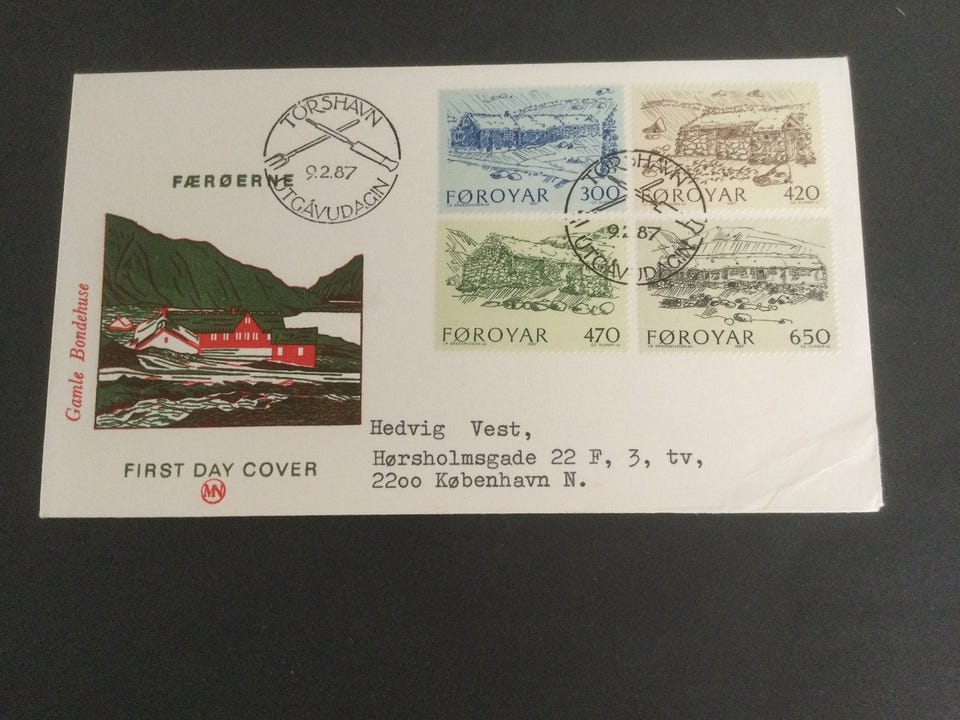 TÓRSHAVN
9.2.87
ÚTGÁVUDAGIN
FÆRØERNE
Gamle Bondehuse
FIRST DAY COVER
MN
FØROYAR 300
FØROYAR 420
TÓRSHAVN
9.2.87
ÚTGÁVUDAGIN
FØROYAR 470
FØROYAR 650
Hedvig Vest,
Hørsholmsgade 22 F, 3, tv,
22oo København N.